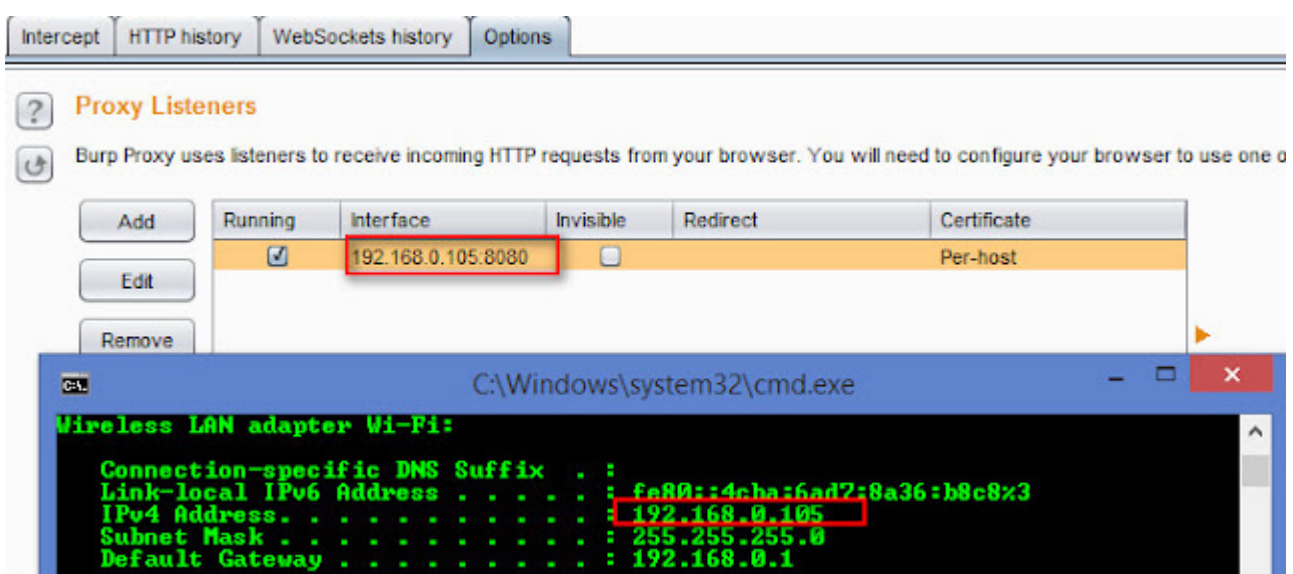 Intercept HTTP history WebSockets history Options
? Proxy Listeners
Burp Proxy uses listeners to receive incoming HTTP requests from your browser. You will need to configure your browser to use one o
Add Running Interface Invisible Redirect Certificate
192.168.0.105:8080 Per-host
Edit
Remove
C:\. C:\Windows\system32\cmd.exe
Wireless LAN adapter Wi-Fi:
Connection-specific DNS Suffix . :
Link-local IPv6 Address . . . . . : fe80::4cba:6ad7:8a36:b8c8%3
IPv4 Address. . . . . . . . . . . : 192.168.0.105
Subnet Mask . . . . . . . . . . . : 255.255.255.0
Default Gateway . . . . . . . . . : 192.168.0.1